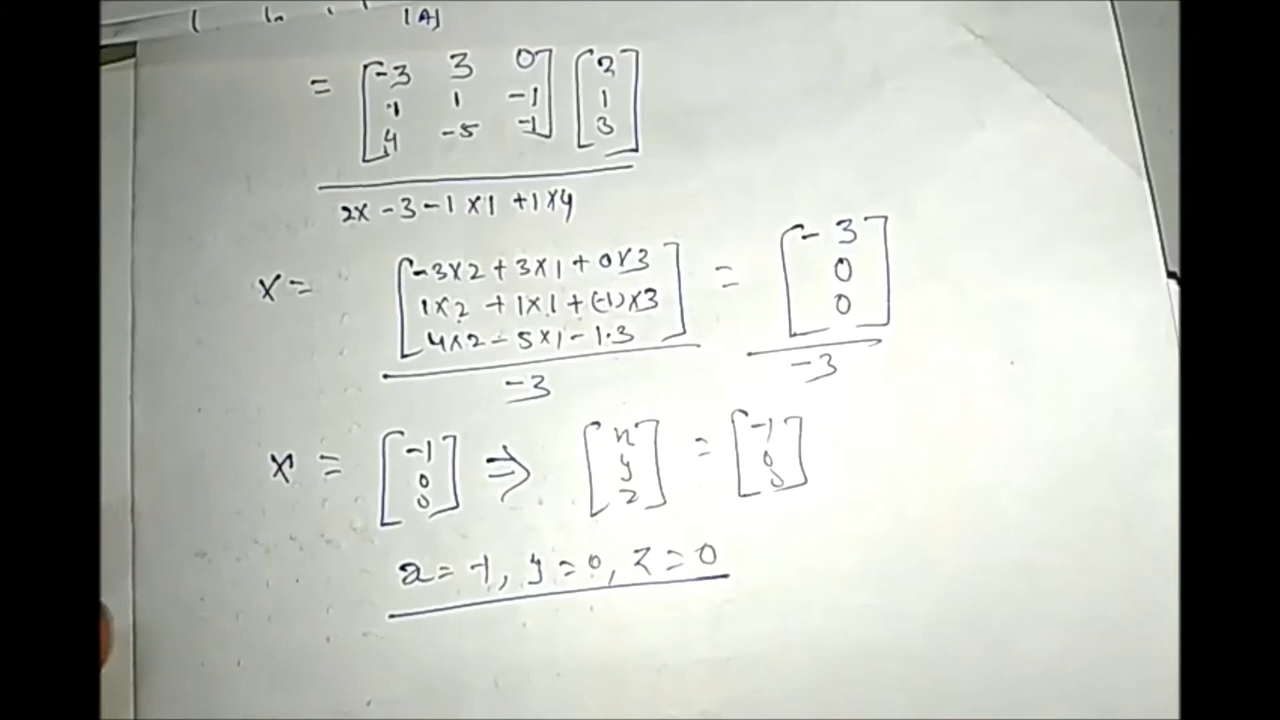 |A|
= [-3 3 0] [2]
[1 1 -1] [1]
[4 -5 -1] [3]
2x -3 -1x1 +1x4
X = [-3x2 + 3x1 + 0x3] = [-3]
[1x2 + 1x1 + (-1)x3] [0]
[4x2 - 5x1 - 1.3] [0]
-3 -3
X = [-1] ⇒ [x] = [-1]
[0] [y] [0]
[0] [z] [0]
x = -1, y = 0, z = 0